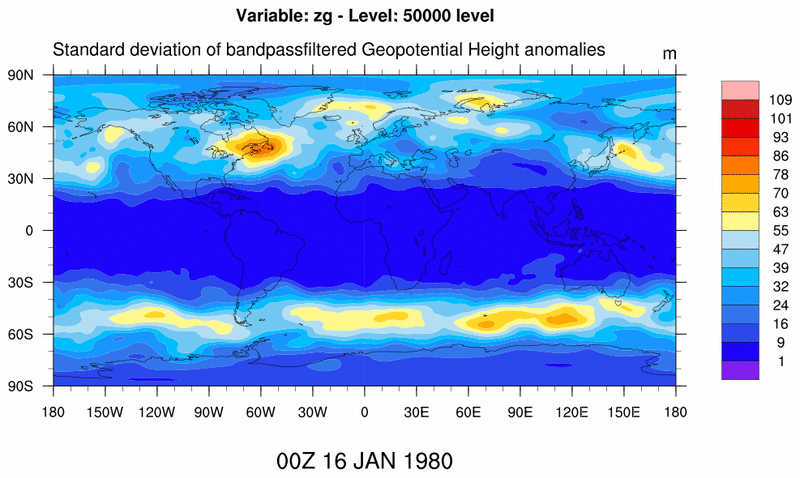 Variable: zg - Level: 50000 level
Standard deviation of bandpassfiltered Geopotential Height anomalies
m
90N
60N
30N
0
30S
60S
90S
180 150W 120W 90W 60W 30W 0 30E 60E 90E 120E 150E 180
109
101
93
86
78
70
63
55
47
39
32
24
16
9
1
00Z 16 JAN 1980